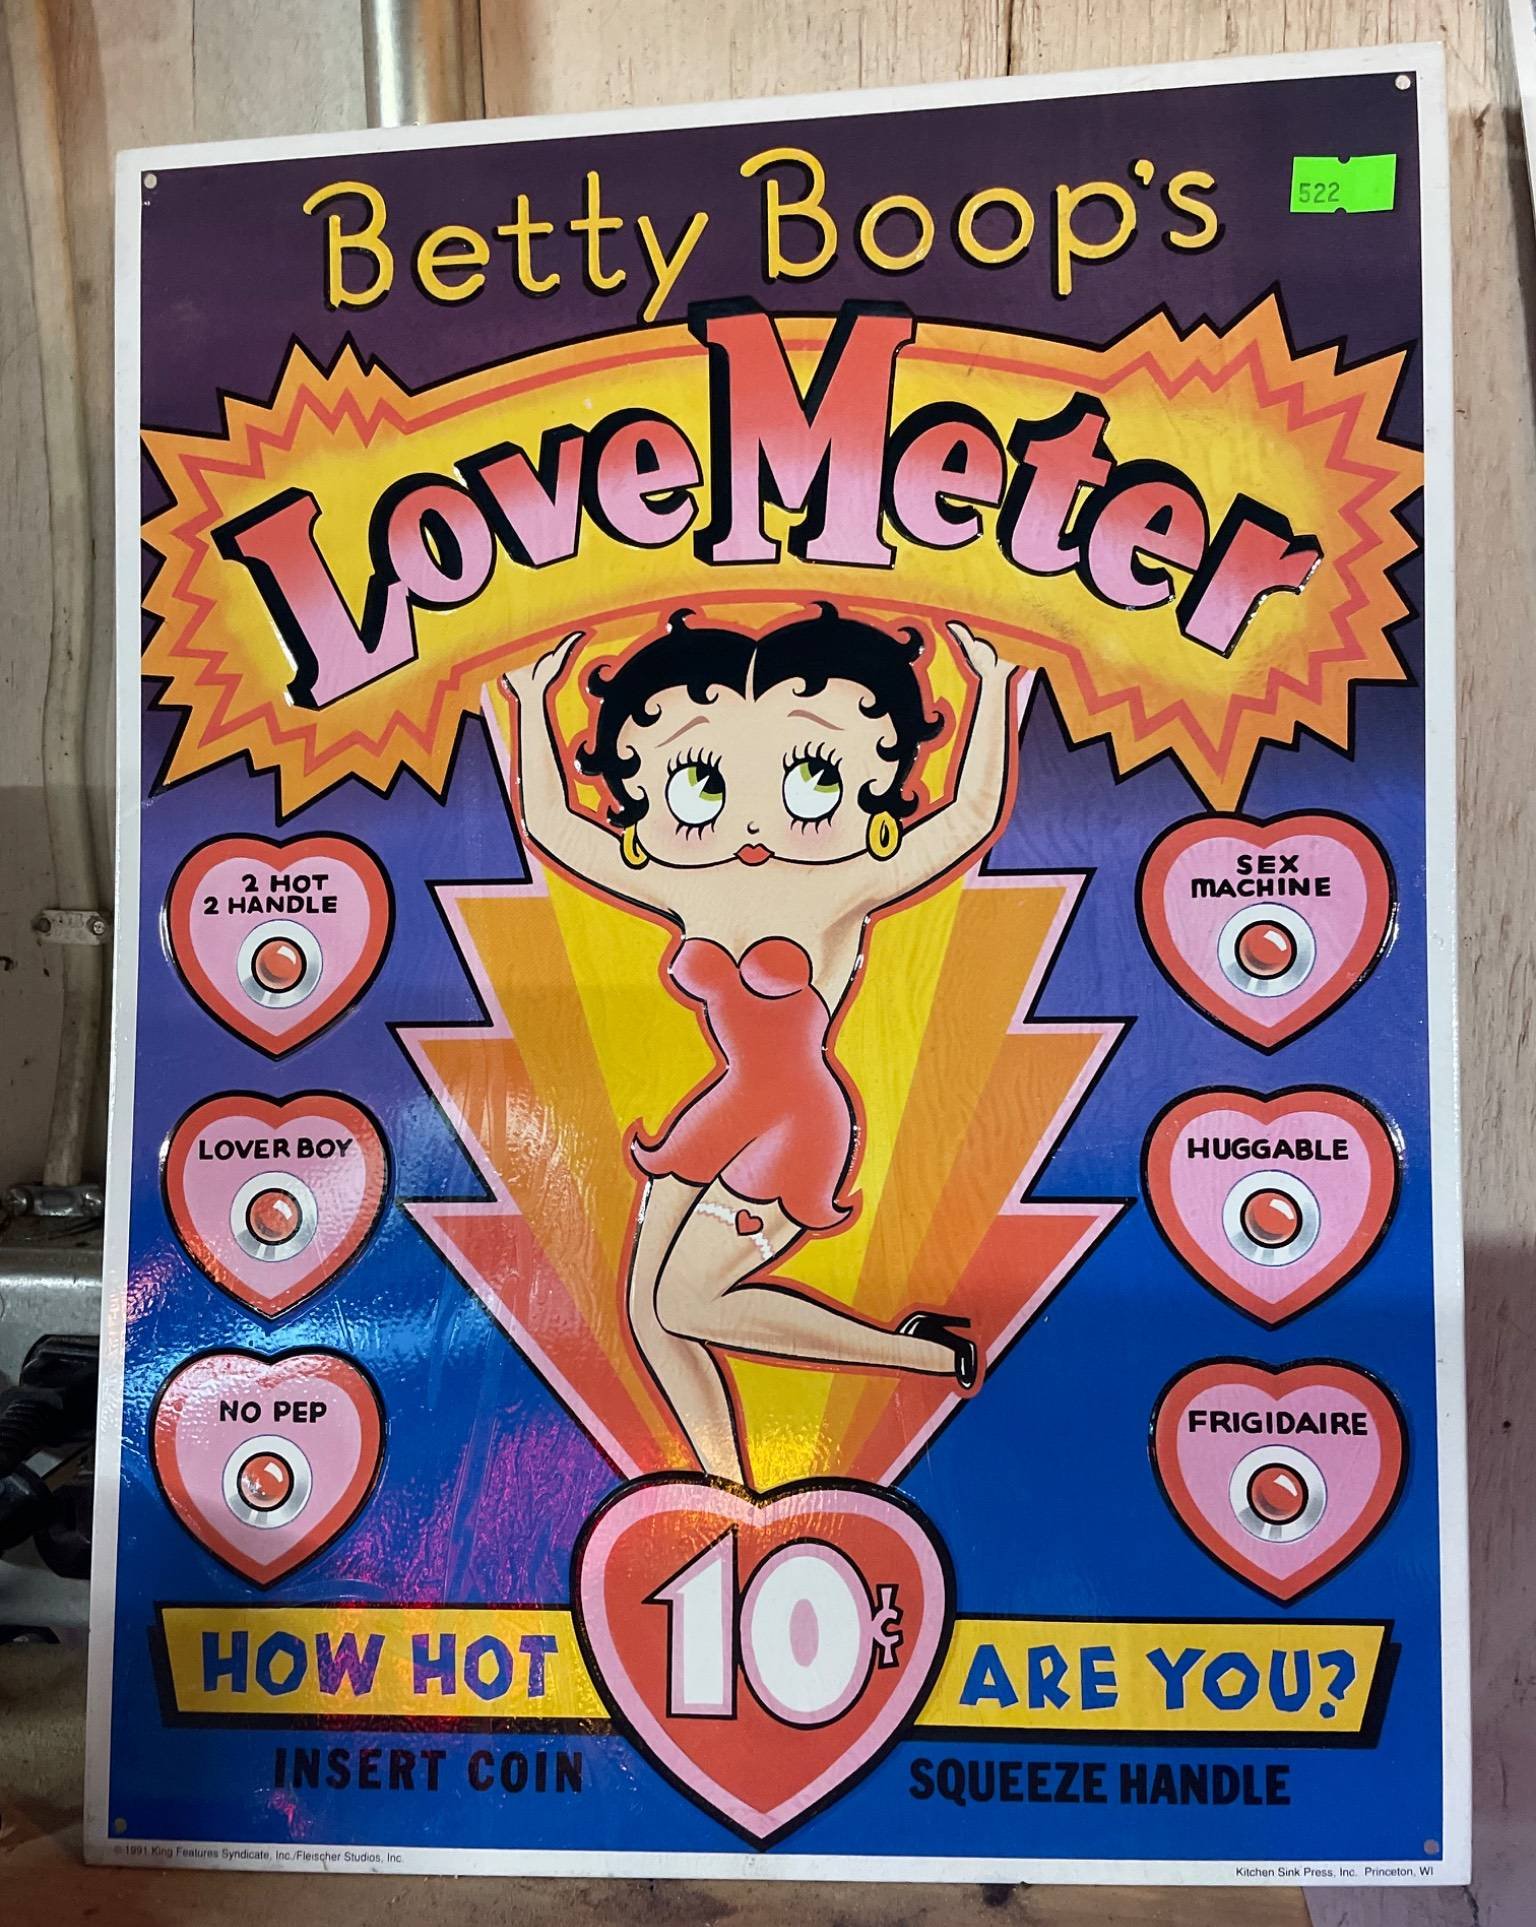 Betty Boop's
522
Love Meter
2 HOT
2 HANDLE
SEX
MACHINE
LOVER BOY
HUGGABLE
NO PEP
FRIGIDAIRE
HOW HOT 10¢ ARE YOU?
INSERT COIN SQUEEZE HANDLE
© 1991 King Features Syndicate, Inc./Fleischer Studios, Inc.
Kitchen Sink Press, Inc. Princeton, WI